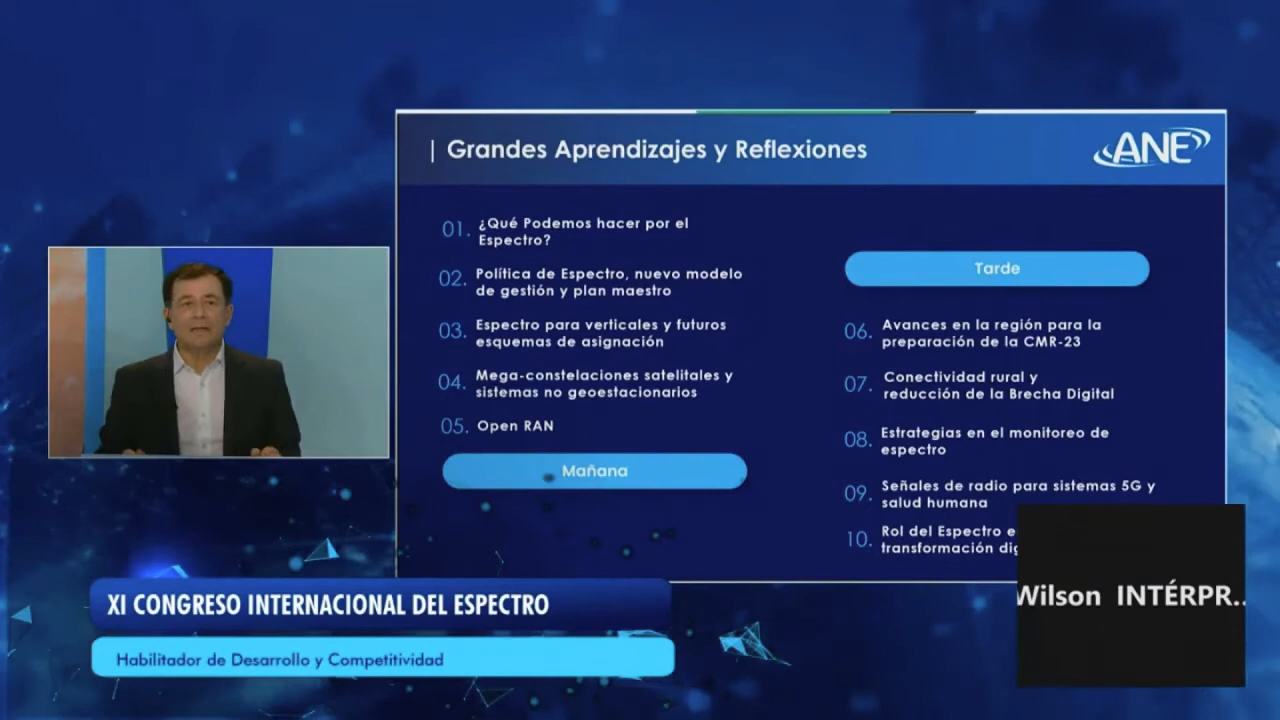 | Grandes Aprendizajes y Reflexiones
ANE
01. ¿Qué Podemos hacer por el
Espectro?
02. Política de Espectro, nuevo modelo
de gestión y plan maestro
03. Espectro para verticales y futuros
esquemas de asignación
04. Mega-constelaciones satelitales y
sistemas no geoestacionarios
05. Open RAN
Mañana
Tarde
06. Avances en la región para la
preparación de la CMR-23
07. Conectividad rural y
reducción de la Brecha Digital
08. Estrategias en el monitoreo de
espectro
09. Señales de radio para sistemas 5G y
salud humana
10. Rol del Espectro e
transformación dig
Wilson INTÉRPR...
XI CONGRESO INTERNACIONAL DEL ESPECTRO
Habilitador de Desarrollo y Competitividad